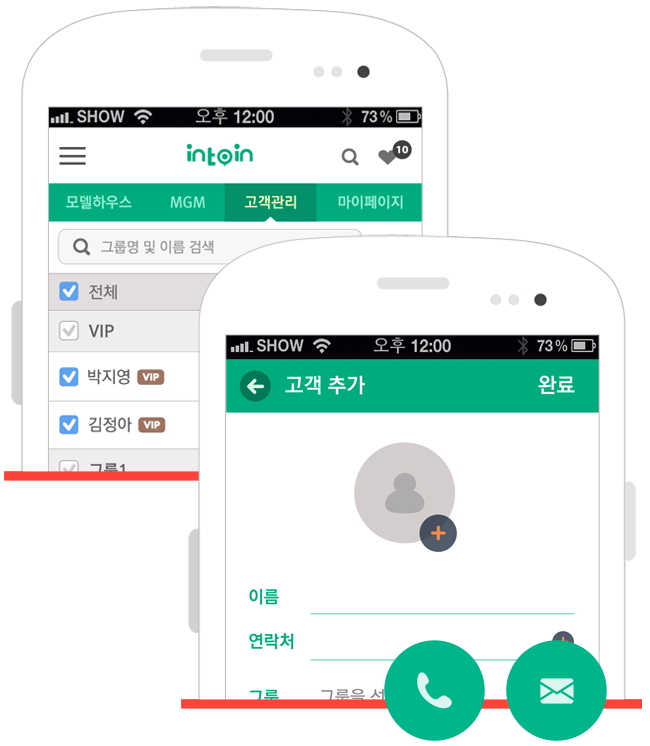 SHOW 오후 12:00 73%
intoin
10
모델하우스 MGM 고객관리 마이페이지
그룹명 및 이름 검색
전체
VIP
박지영 VIP
김정아 VIP
그룹1
SHOW 오후 12:00 73%
고객 추가 완료
이름
연락처
그룹 그룹을